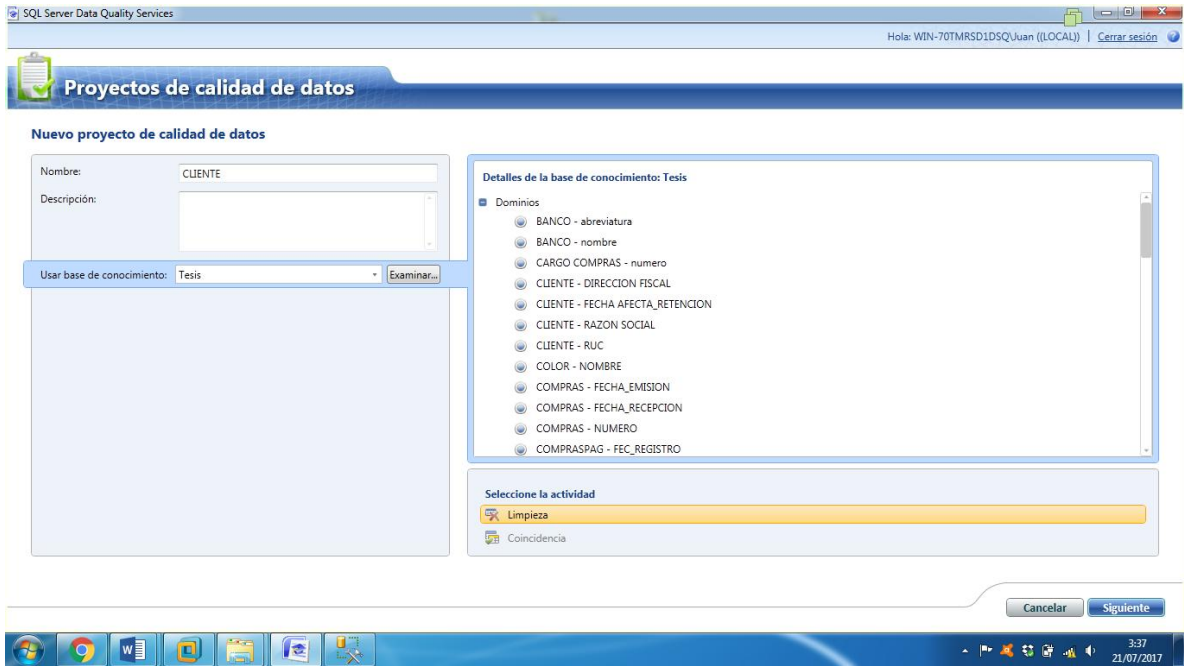 SQL Server Data Quality Services
Hola: WIN-70TMRSD1DSQ\Juan ((LOCAL)) | Cerrar sesión
Proyectos de calidad de datos
Nuevo proyecto de calidad de datos
Nombre: CLIENTE
Descripción:
Usar base de conocimiento: Tesis Examinar...
Detalles de la base de conocimiento: Tesis
Dominios
BANCO - abreviatura
BANCO - nombre
CARGO COMPRAS - numero
CLIENTE - DIRECCION FISCAL
CLIENTE - FECHA AFECTA_RETENCION
CLIENTE - RAZON SOCIAL
CLIENTE - RUC
COLOR - NOMBRE
COMPRAS - FECHA_EMISION
COMPRAS - FECHA_RECEPCION
COMPRAS - NUMERO
COMPRASPAG - FEC_REGISTRO
Seleccione la actividad
Limpieza
Coincidencia
Cancelar Siguiente
3:37
21/07/2017